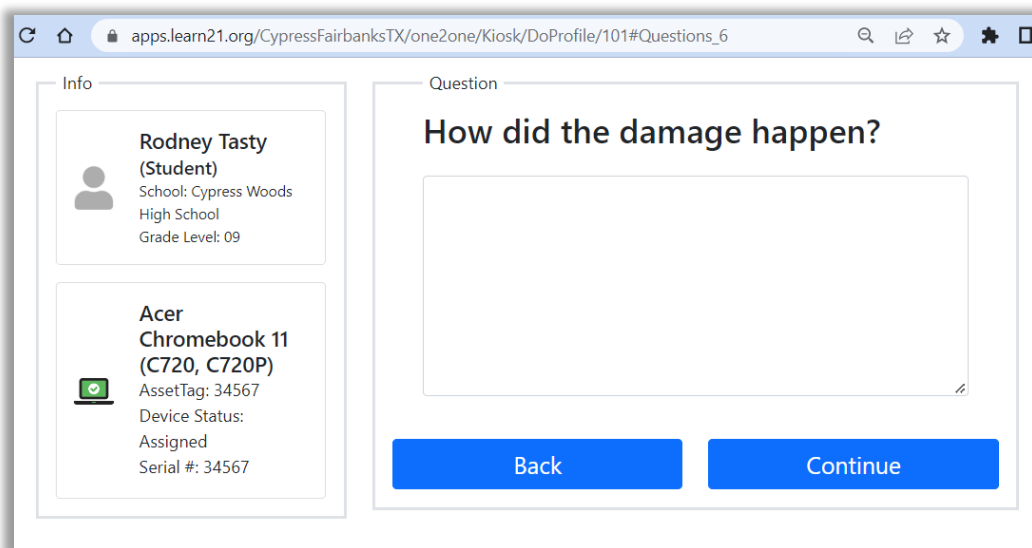 apps.learn21.org/CypressFairbanksTX/one2one/Kiosk/DoProfile/101#Questions_6
Info
Rodney Tasty
(Student)
School: Cypress Woods
High School
Grade Level: 09
Acer
Chromebook 11
(C720, C720P)
AssetTag: 34567
Device Status:
Assigned
Serial #: 34567
Question
How did the damage happen?
Back
Continue